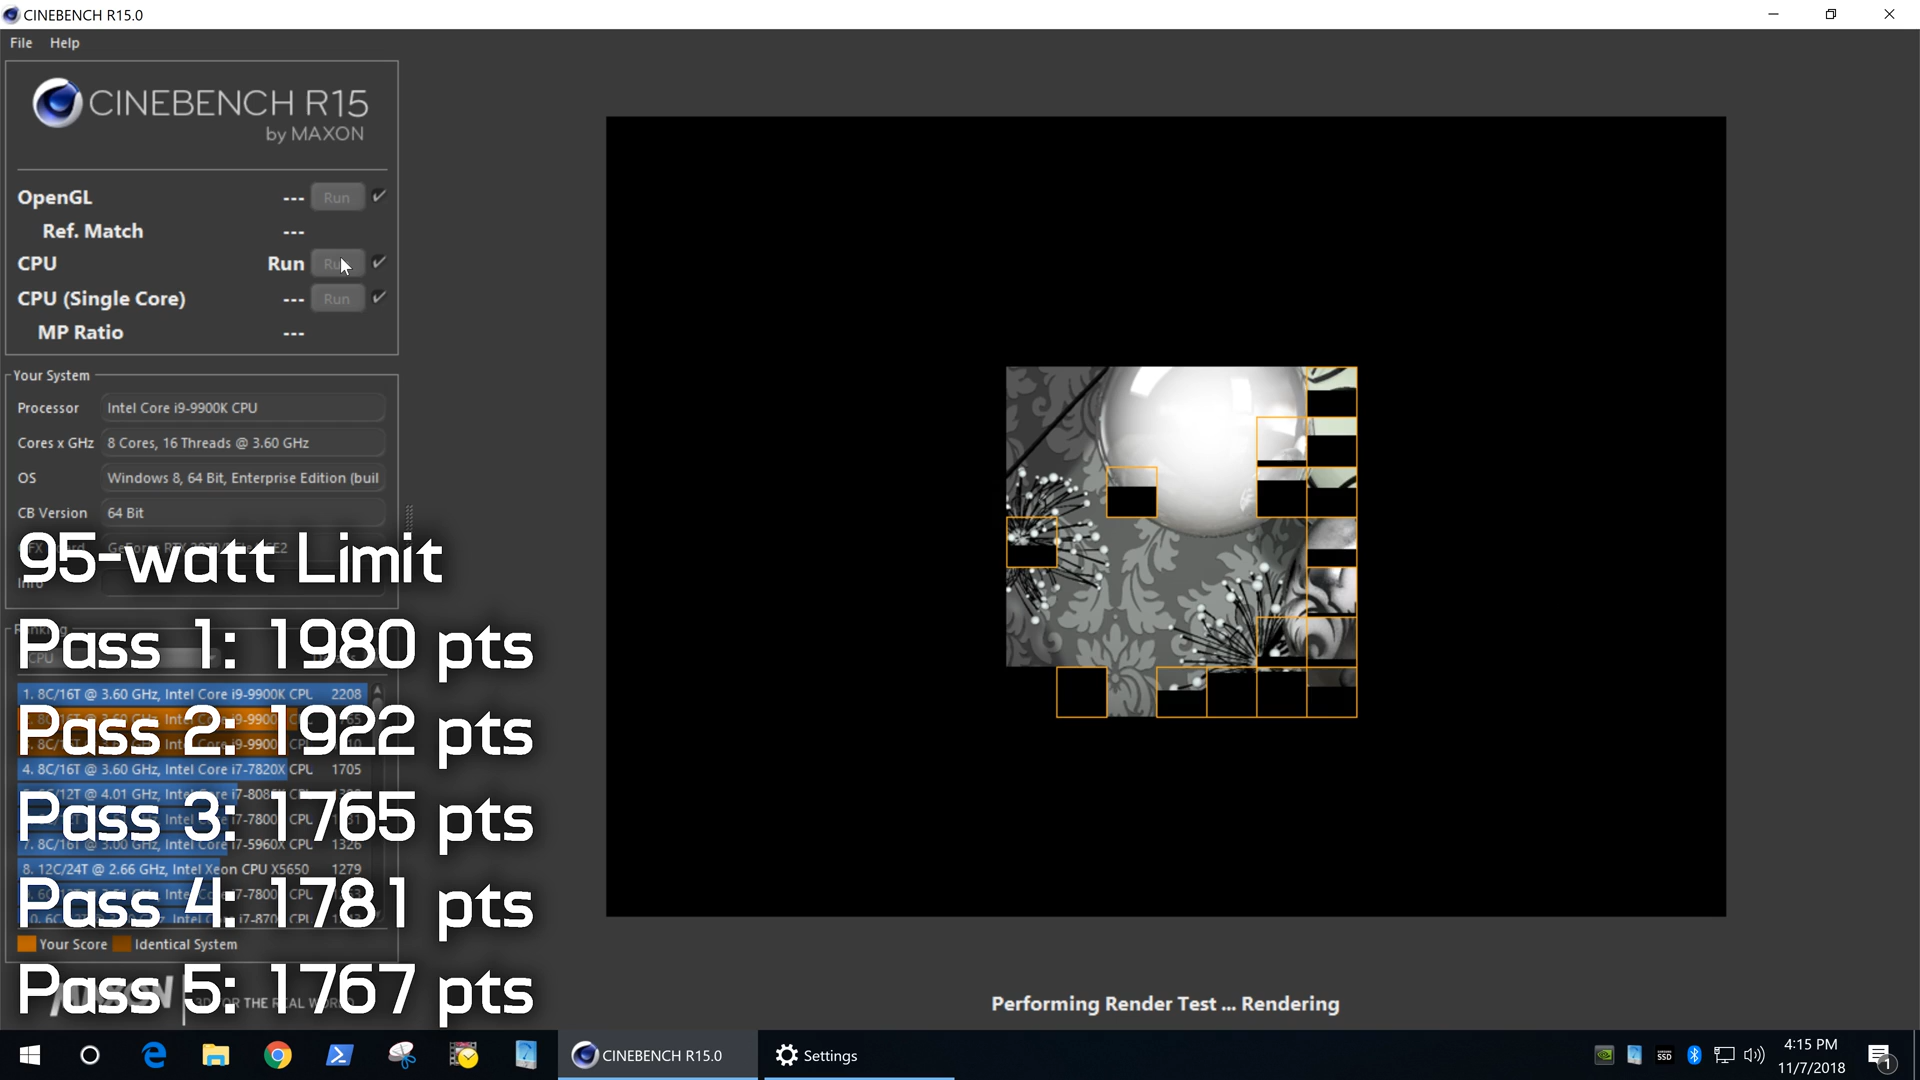 CINEBENCH R15.0
File Help
CINEBENCH R15
by MAXON
OpenGL --- Run
Ref. Match ---
CPU Run
CPU (Single Core) --- Run
MP Ratio ---
Your System
Processor Intel Core i9-9900K CPU
Cores x GHz 8 Cores, 16 Threads @ 3.60 GHz
OS Windows 8, 64 Bit, Enterprise Edition (buil
CB Version 64 Bit
95-watt Limit
Info
Pass 1: 1980 pts
CPU
1. 8C/16T @ 3.60 GHz, Intel Core i9-9900K CPU 2208
Pass 2: 1922 pts
4. 8C/16T @ 3.60 GHz, Intel Core i7-7820X CPU 1705
Pass 3: 1765 pts
7. 8C/16T @ 3.00 GHz, Intel Core i7-5960X CPU 1326
8. 12C/24T @ 2.66 GHz, Intel Xeon CPU X5650 1279
Pass 4: 1781 pts
Your Score Identical System
Pass 5: 1767 pts
Performing Render Test ... Rendering
CINEBENCH R15.0
Settings
SSD
4:15 PM
11/7/2018
1